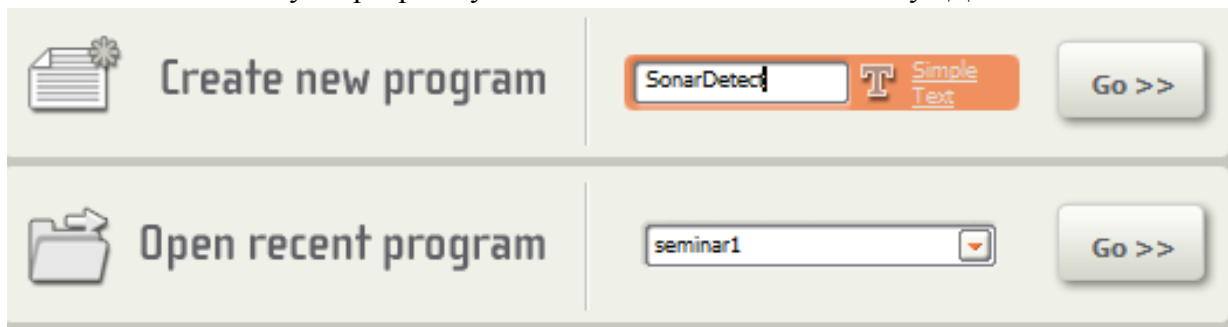 Create new program
SonarDetect
Simple
Text
Go >>
Open recent program
seminar1
Go >>